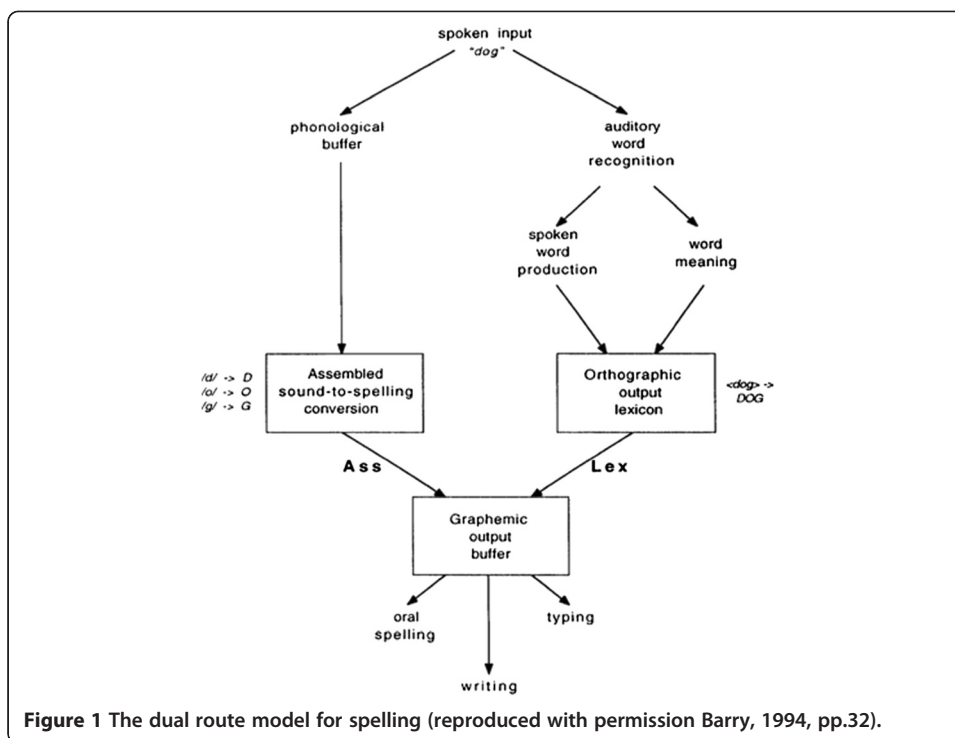 spoken input
"dog"
phonological
buffer
auditory
word
recognition
spoken
word
production
word
meaning
/d/ -> D
/o/ -> O
/g/ -> G
Assembled
sound-to-spelling
conversion
Orthographic
output
lexicon
<dog> ->
DOG
Ass
Lex
Graphemic
output
buffer
oral
spelling
typing
writing
Figure 1 The dual route model for spelling (reproduced with permission Barry, 1994, pp.32).